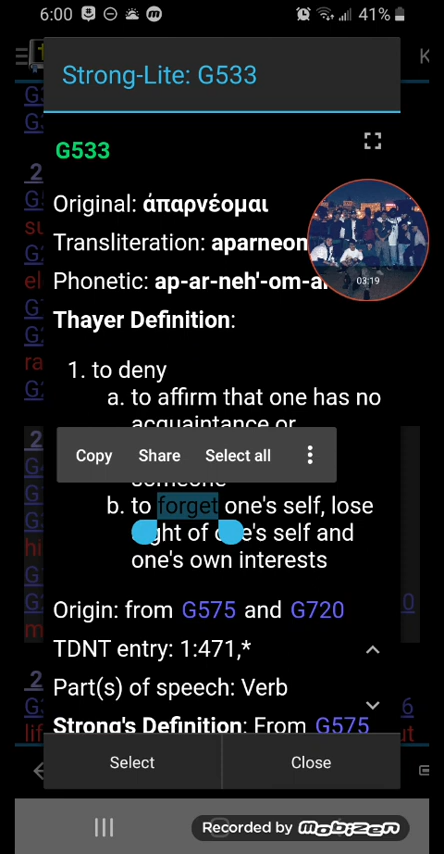 6:00
41%
Strong-Lite: G533
G533
Original: ἀπαρνέομαι
Transliteration: aparneon
Phonetic: ap-ar-neh'-om-a
03:19
Thayer Definition:
1. to deny
a. to affirm that one has no
acquaintance or
Copy Share Select all
someone
b. to forget one's self, lose
sight of one's self and
one's own interests
Origin: from G575 and G720
TDNT entry: 1:471,*
Part(s) of speech: Verb
Strong's Definition: From G575
Select Close
Recorded by MOBIZEN